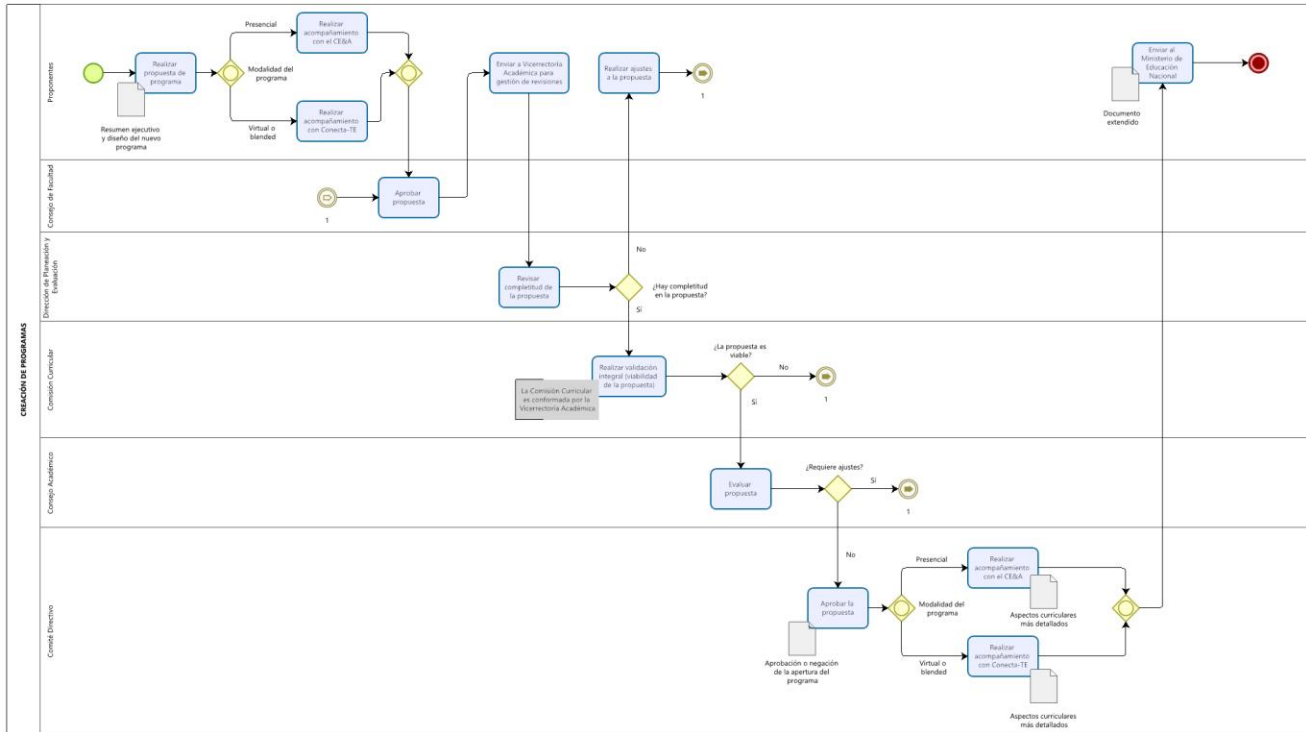 CREACIÓN DE PROGRAMAS
Proponentes
Realizar
propuesta de
programa
Resumen ejecutivo
y diseño del nuevo
programa
Presencial
Modalidad del
programa
Virtual o
blended
Realizar
acompañamiento
con el CE&A
Realizar
acompañamiento
con Conecta-TE
Enviar a Vicerrectoría
Académica para
gestión de revisiones
Realizar ajustes
a la propuesta
1
Enviar al
Ministerio de
Educación
Nacional
Documento
extendido
Consejo de Facultad
1
Aprobar
propuesta
Dirección de Planeación y
Evaluación
Revisar
completitud de
la propuesta
No
¿Hay completitud
en la propuesta?
Sí
Comisión Curricular
Realizar validación
integral (viabilidad
de la propuesta)
La Comisión Curricular
es conformada por la
Vicerrectoría Académica
¿La propuesta es
viable?
No
1
Sí
Consejo Académico
Evaluar
propuesta
¿Requiere ajustes?
Sí
1
No
Comité Directivo
Aprobar la
propuesta
Aprobación o negación
de la apertura del
programa
Presencial
Modalidad del
programa
Virtual o
blended
Realizar
acompañamiento
con el CE&A
Aspectos curriculares
más detallados
Realizar
acompañamiento
con Conecta-TE
Aspectos curriculares
más detallados